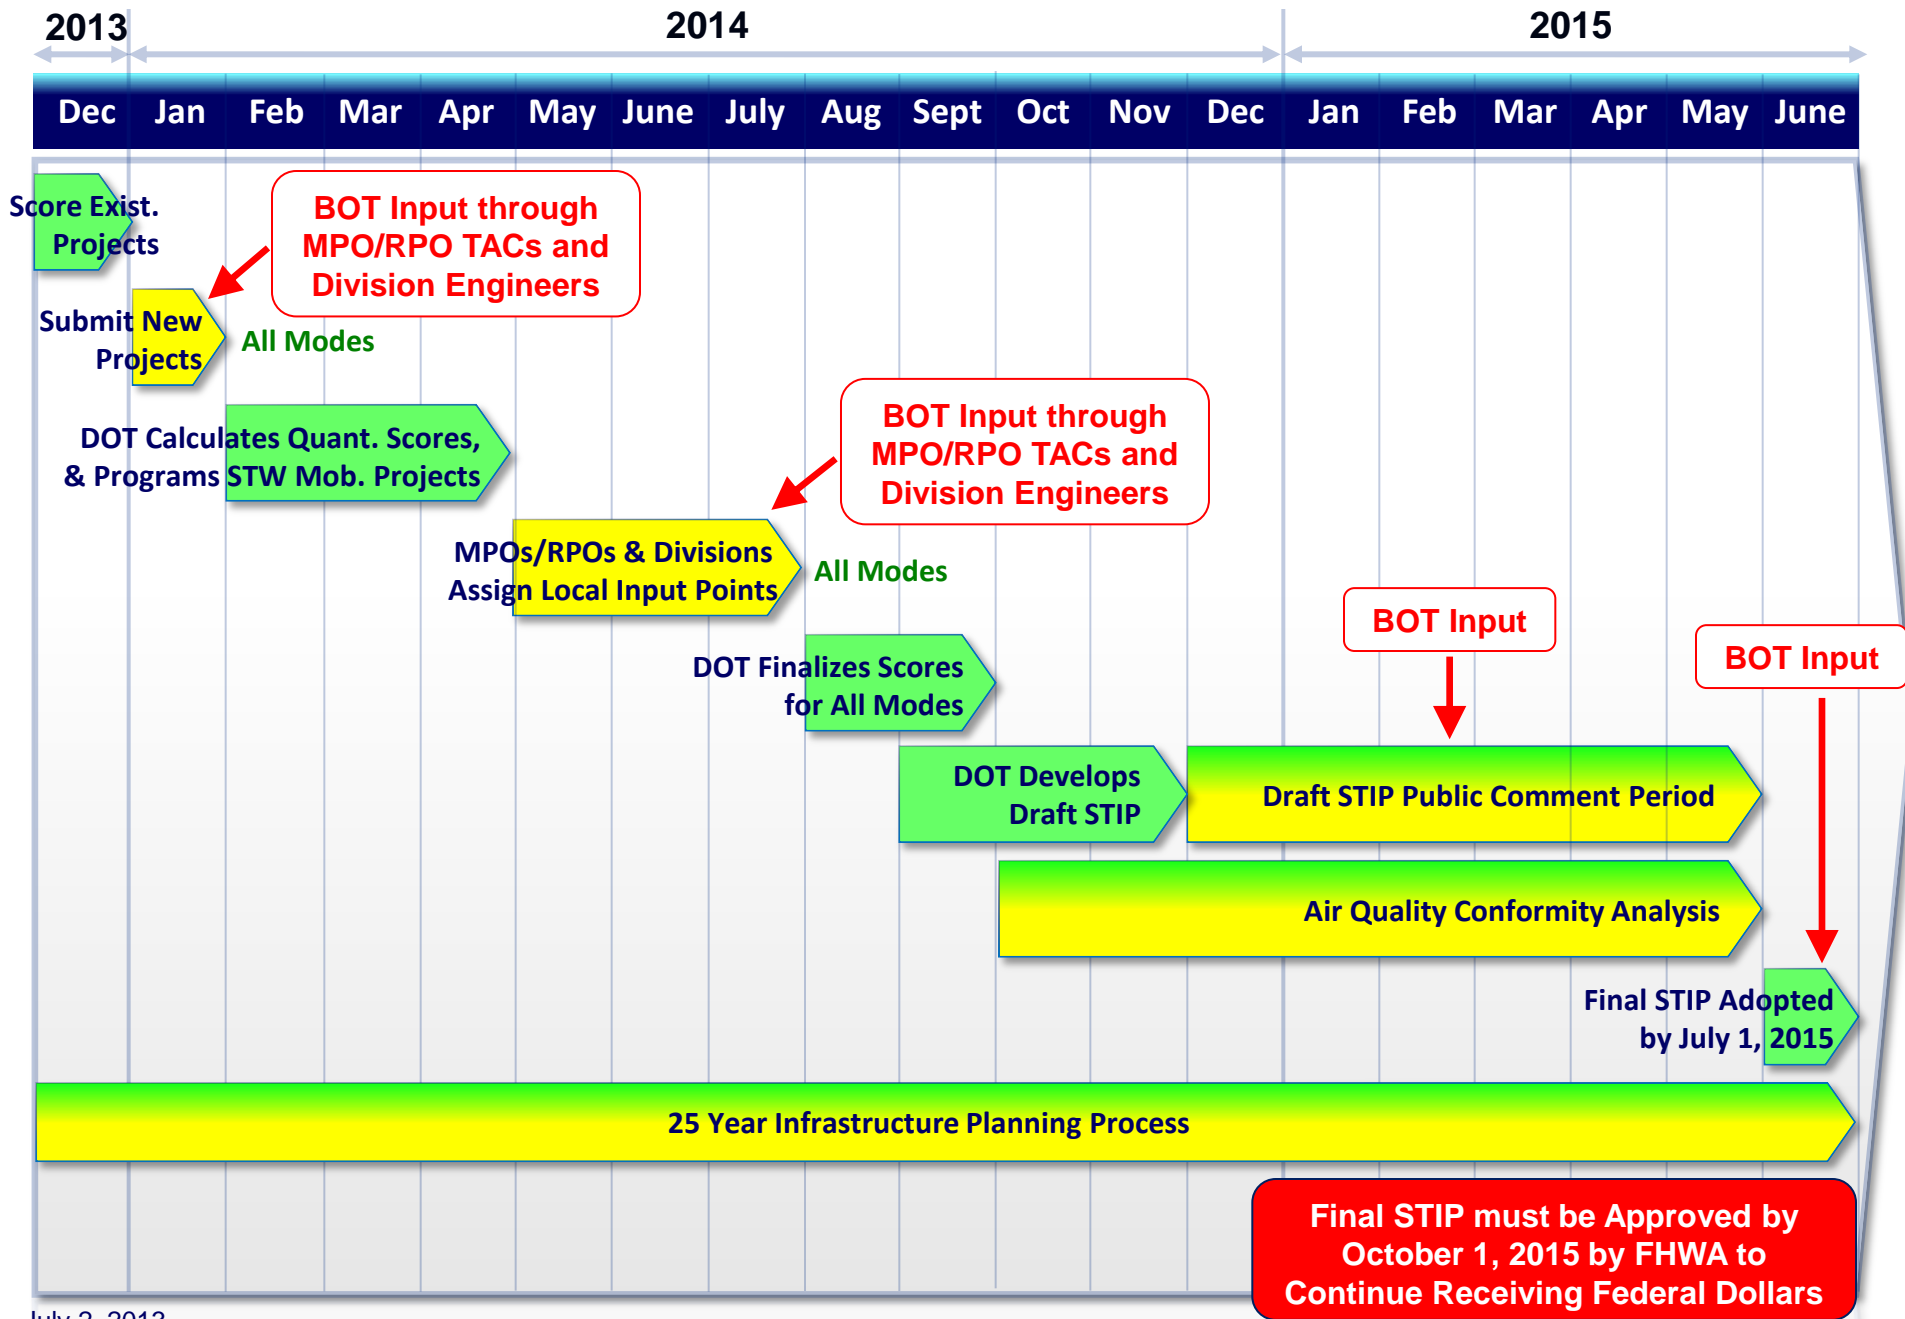 2013 2014 2015
Dec Jan Feb Mar Apr May June July Aug Sept Oct Nov Dec Jan Feb Mar Apr May June
Score Exist.
Projects
BOT Input through
MPO/RPO TACs and
Division Engineers
Submit New
Projects
All Modes
DOT Calculates Quant. Scores,
& Programs STW Mob. Projects
BOT Input through
MPO/RPO TACs and
Division Engineers
MPOs/RPOs & Divisions
Assign Local Input Points
All Modes
BOT Input
BOT Input
DOT Finalizes Scores
for All Modes
DOT Develops
Draft STIP
Draft STIP Public Comment Period
Air Quality Conformity Analysis
Final STIP Adopted
by July 1, 2015
25 Year Infrastructure Planning Process
Final STIP must be Approved by
October 1, 2015 by FHWA to
Continue Receiving Federal Dollars
July 2013